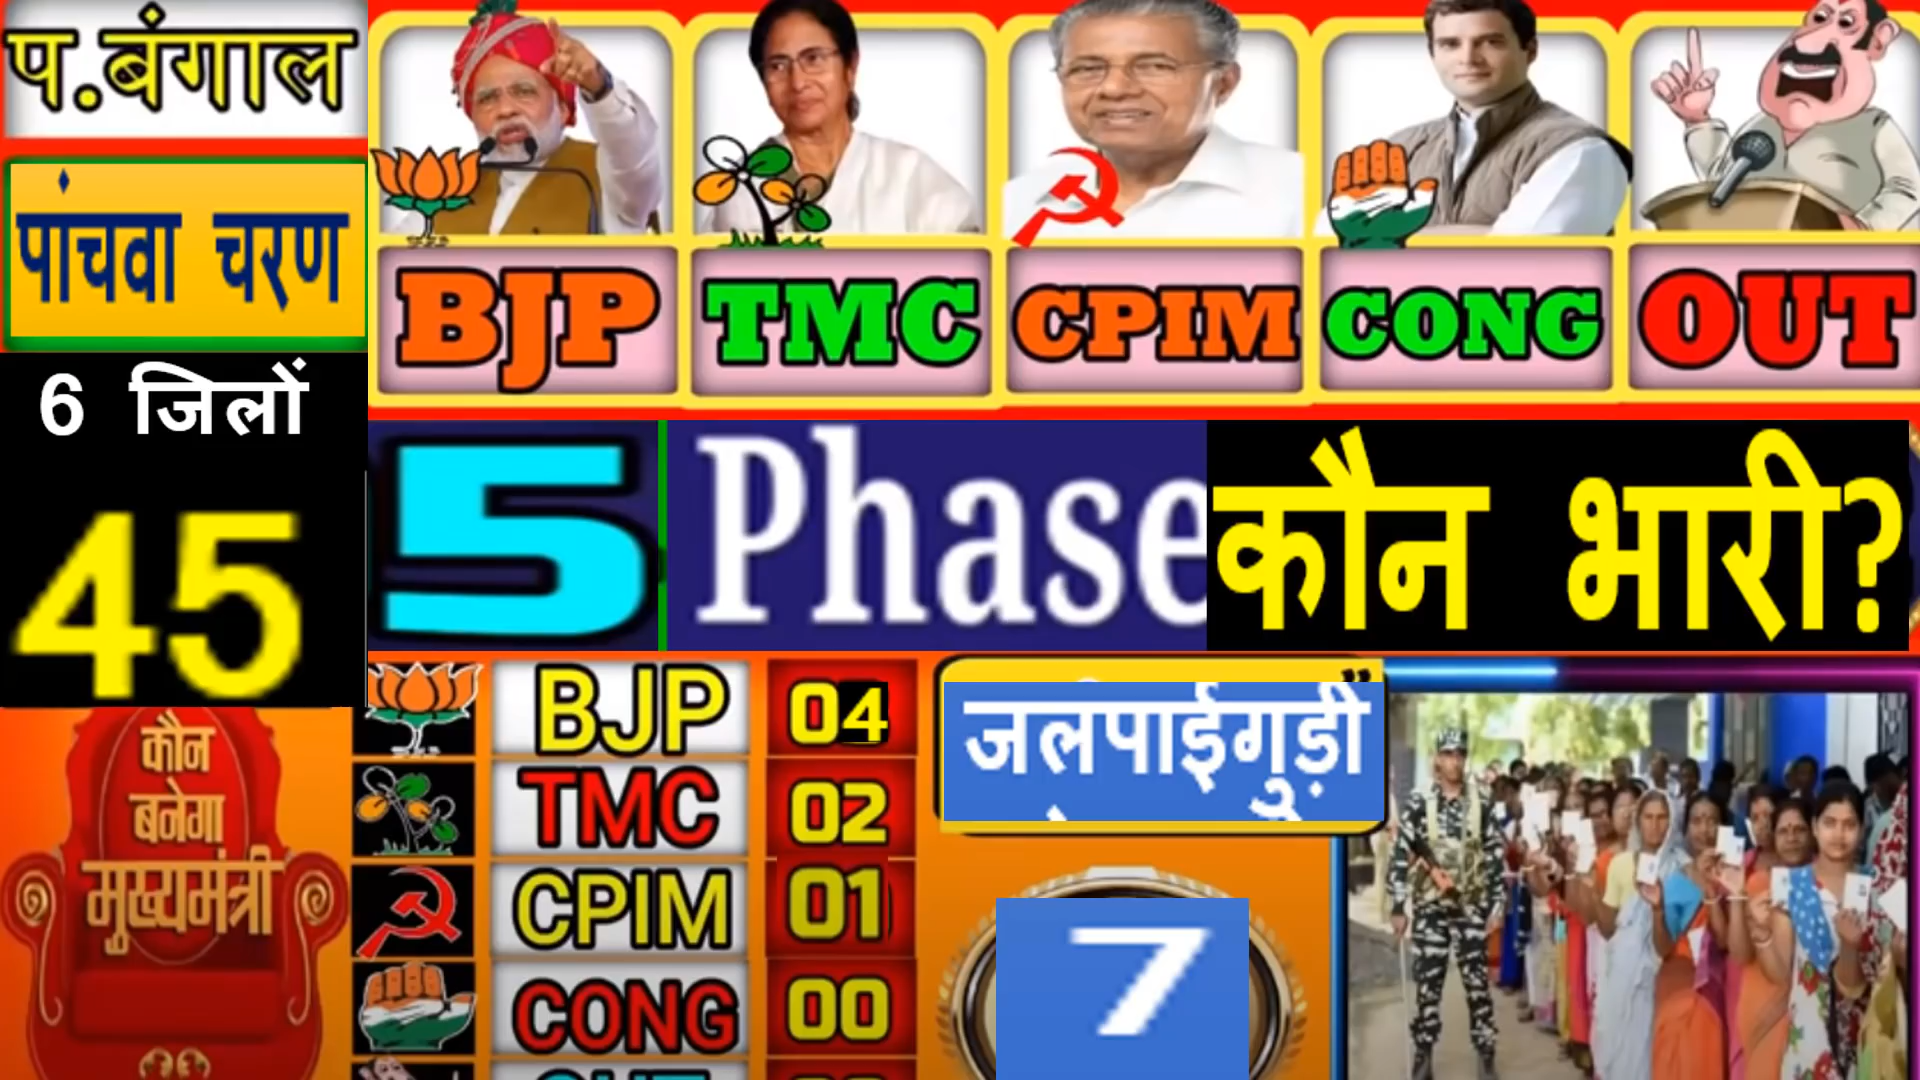 प.बंगाल
पांचवा चरण
6 जिलों
45
BJP
TMC
CPIM
CONG
OUT
5
Phase
कौन भारी?
कौन
बनेगा
मुख्यमंत्री
BJP 04
TMC 02
CPIM 01
CONG 00
जलपाईगुड़ी
7